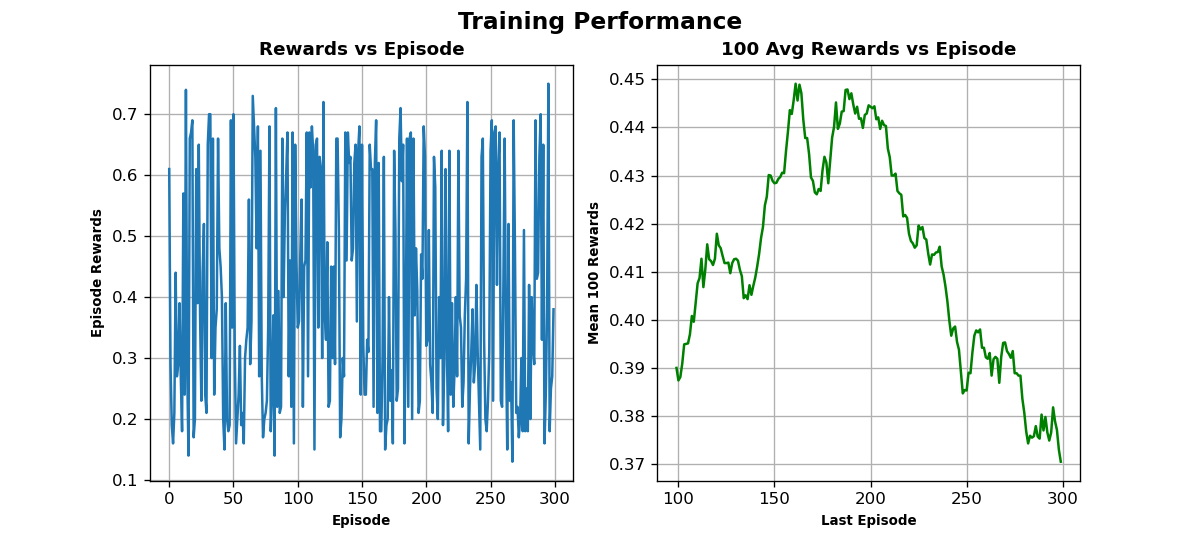 Training Performance
Rewards vs Episode
Episode Rewards
0.7
0.6
0.5
0.4
0.3
0.2
0.1
0 50 100 150 200 250 300
Episode
100 Avg Rewards vs Episode
Mean 100 Rewards
0.45
0.44
0.43
0.42
0.41
0.40
0.39
0.38
0.37
100 150 200 250 300
Last Episode